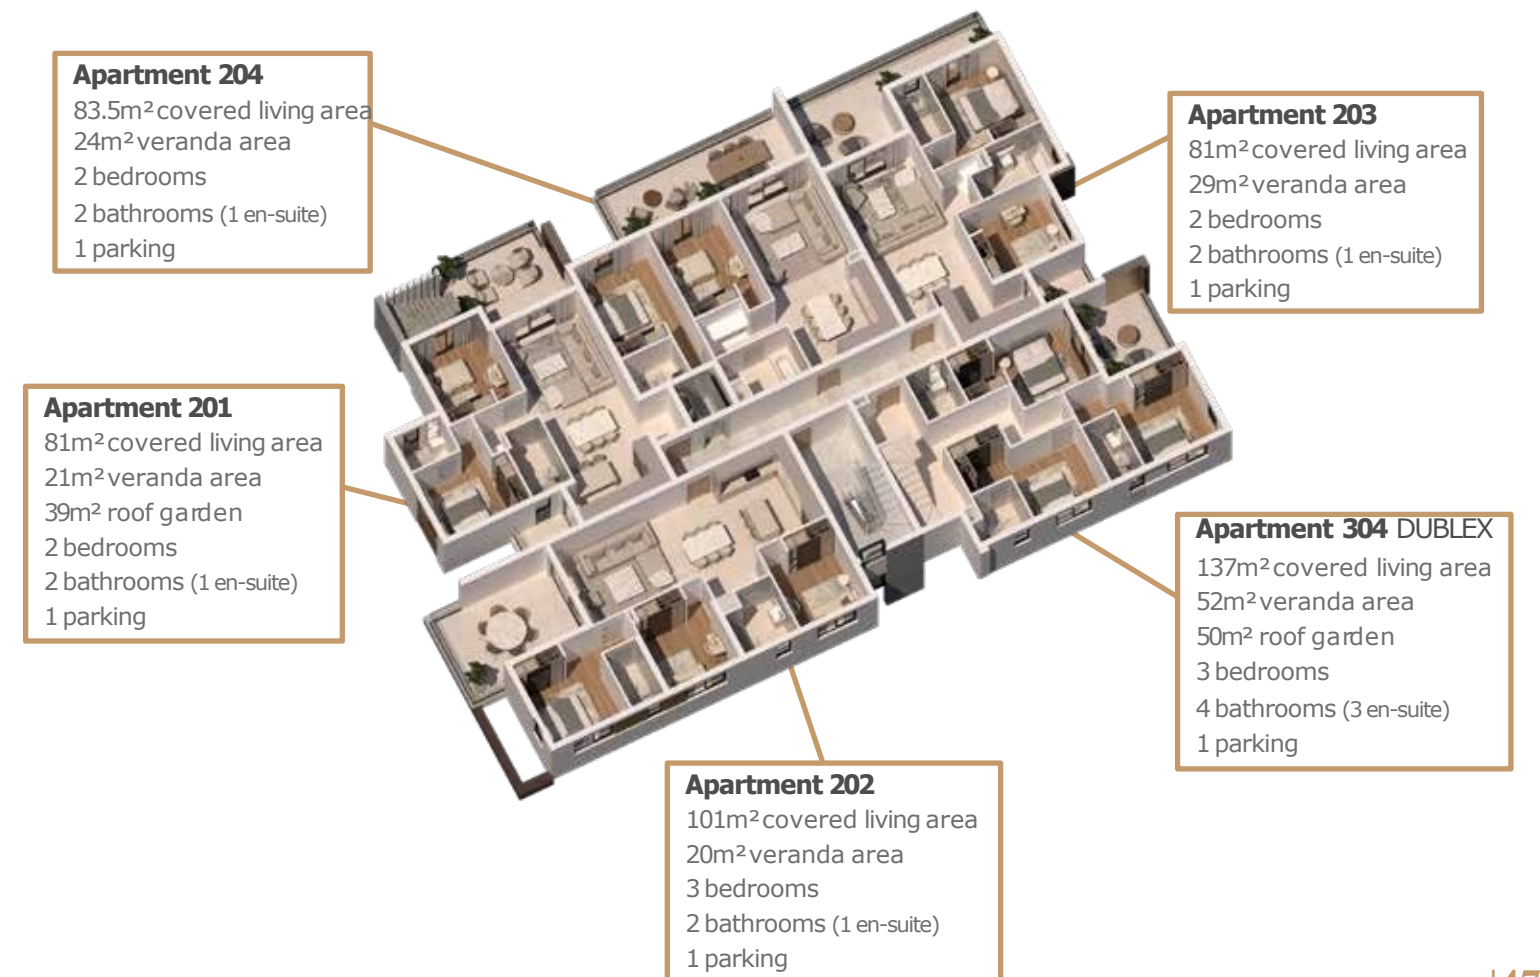 Apartment 204
83.5m² covered living area
24m² veranda area
2 bedrooms
2 bathrooms (1 en-suite)
1 parking
Apartment 203
81m² covered living area
29m² veranda area
2 bedrooms
2 bathrooms (1 en-suite)
1 parking
Apartment 201
81m² covered living area
21m² veranda area
39m² roof garden
2 bedrooms
2 bathrooms (1 en-suite)
1 parking
Apartment 304 DUBLEX
137m² covered living area
52m² veranda area
50m² roof garden
3 bedrooms
4 bathrooms (3 en-suite)
1 parking
Apartment 202
101m² covered living area
20m² veranda area
3 bedrooms
2 bathrooms (1 en-suite)
1 parking